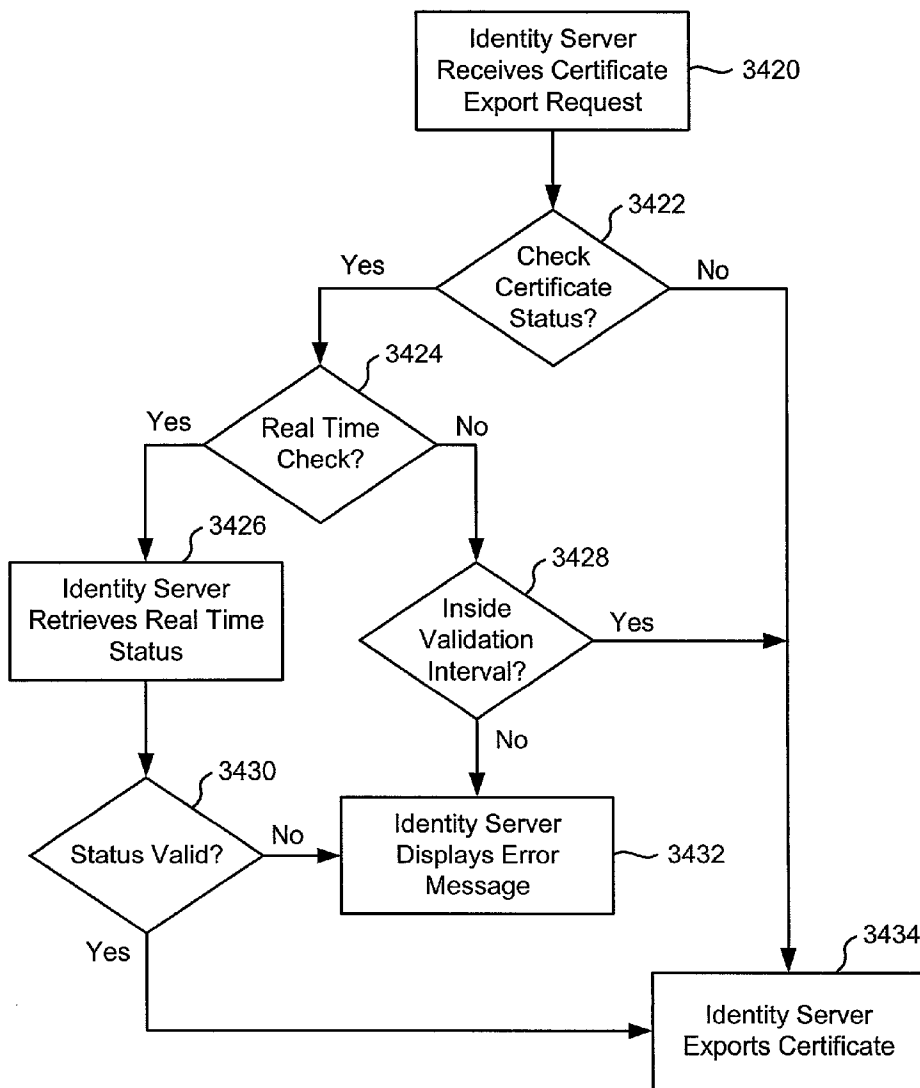 Identity Server
Receives Certificate
Export Request
3420
3422
Check
Certificate
Status?
Yes
No
3424
Real Time
Check?
Yes
No
3426
Identity Server
Retrieves Real Time
Status
3428
Inside
Validation
Interval?
Yes
No
3430
Status Valid?
No
Yes
Identity Server
Displays Error
Message
3432
3434
Identity Server
Exports Certificate